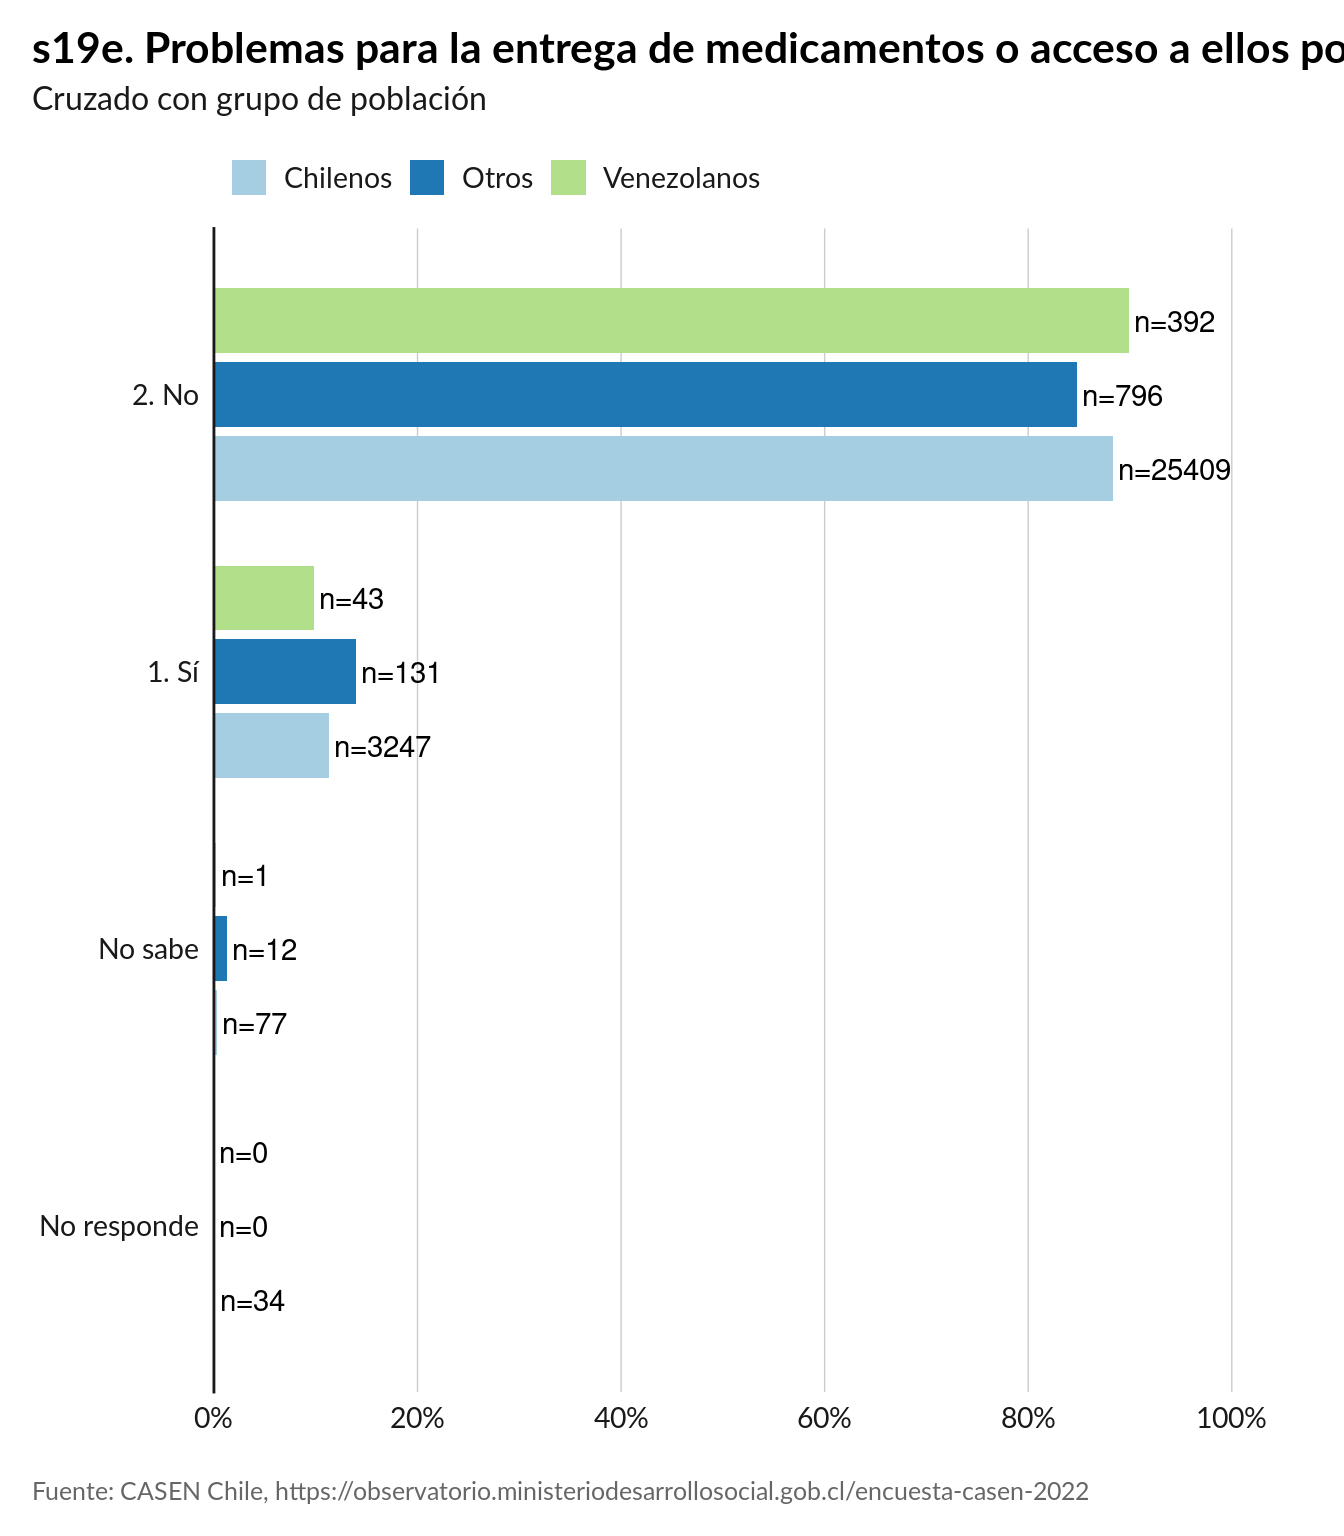 s19e. Problemas para la entrega de medicamentos o acceso a ellos po
Cruzado con grupo de población
Chilenos Otros Venezolanos
n=392
2. No n=796
n=25409
n=43
1. Sí n=131
n=3247
n=1
No sabe n=12
n=77
n=0
No responde n=0
n=34
0% 20% 40% 60% 80% 100%
Fuente: CASEN Chile, https://observatorio.ministeriodesarrollosocial.gob.cl/encuesta-casen-2022